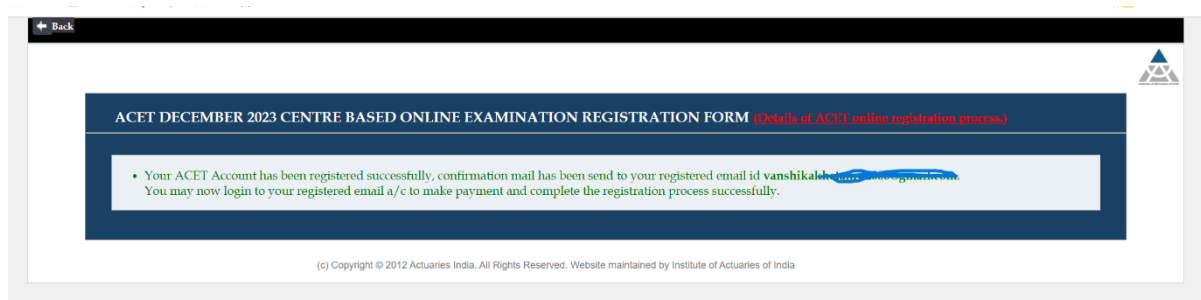 Back
ACET DECEMBER 2023 CENTRE BASED ONLINE EXAMINATION REGISTRATION FORM (Details of ACET online registration process.)
• Your ACET Account has been registered successfully, confirmation mail has been send to your registered email id
You may now login to your registered email a/c to make payment and complete the registration process successfully.
(c) Copyright © 2012 Actuaries India. All Rights Reserved. Website maintained by Institute of Actuaries of India